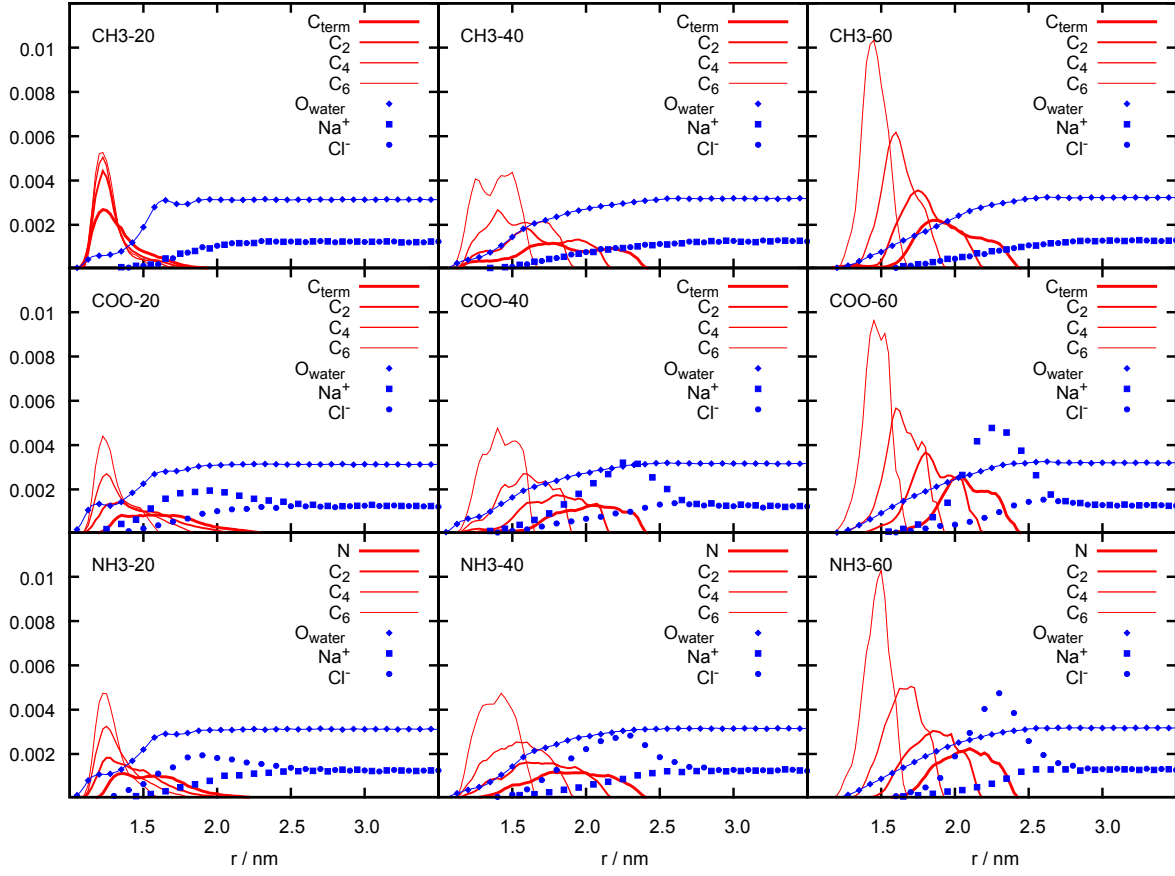 CH3-20
C_term
C_2
C_4
C_6
O_water
Na^+
Cl^-
CH3-40
C_term
C_2
C_4
C_6
O_water
Na^+
Cl^-
CH3-60
C_term
C_2
C_4
C_6
O_water
Na^+
Cl^-
0.01
0.008
0.006
0.004
0.002
COO-20
C_term
C_2
C_4
C_6
O_water
Na^+
Cl^-
COO-40
C_term
C_2
C_4
C_6
O_water
Na^+
Cl^-
COO-60
C_term
C_2
C_4
C_6
O_water
Na^+
Cl^-
0.01
0.008
0.006
0.004
0.002
NH3-20
N
C_2
C_4
C_6
O_water
Na^+
Cl^-
NH3-40
N
C_2
C_4
C_6
O_water
Na^+
Cl^-
NH3-60
N
C_2
C_4
C_6
O_water
Na^+
Cl^-
0.01
0.008
0.006
0.004
0.002
1.5 2.0 2.5 3.0 1.5 2.0 2.5 3.0 1.5 2.0 2.5 3.0
r / nm r / nm r / nm